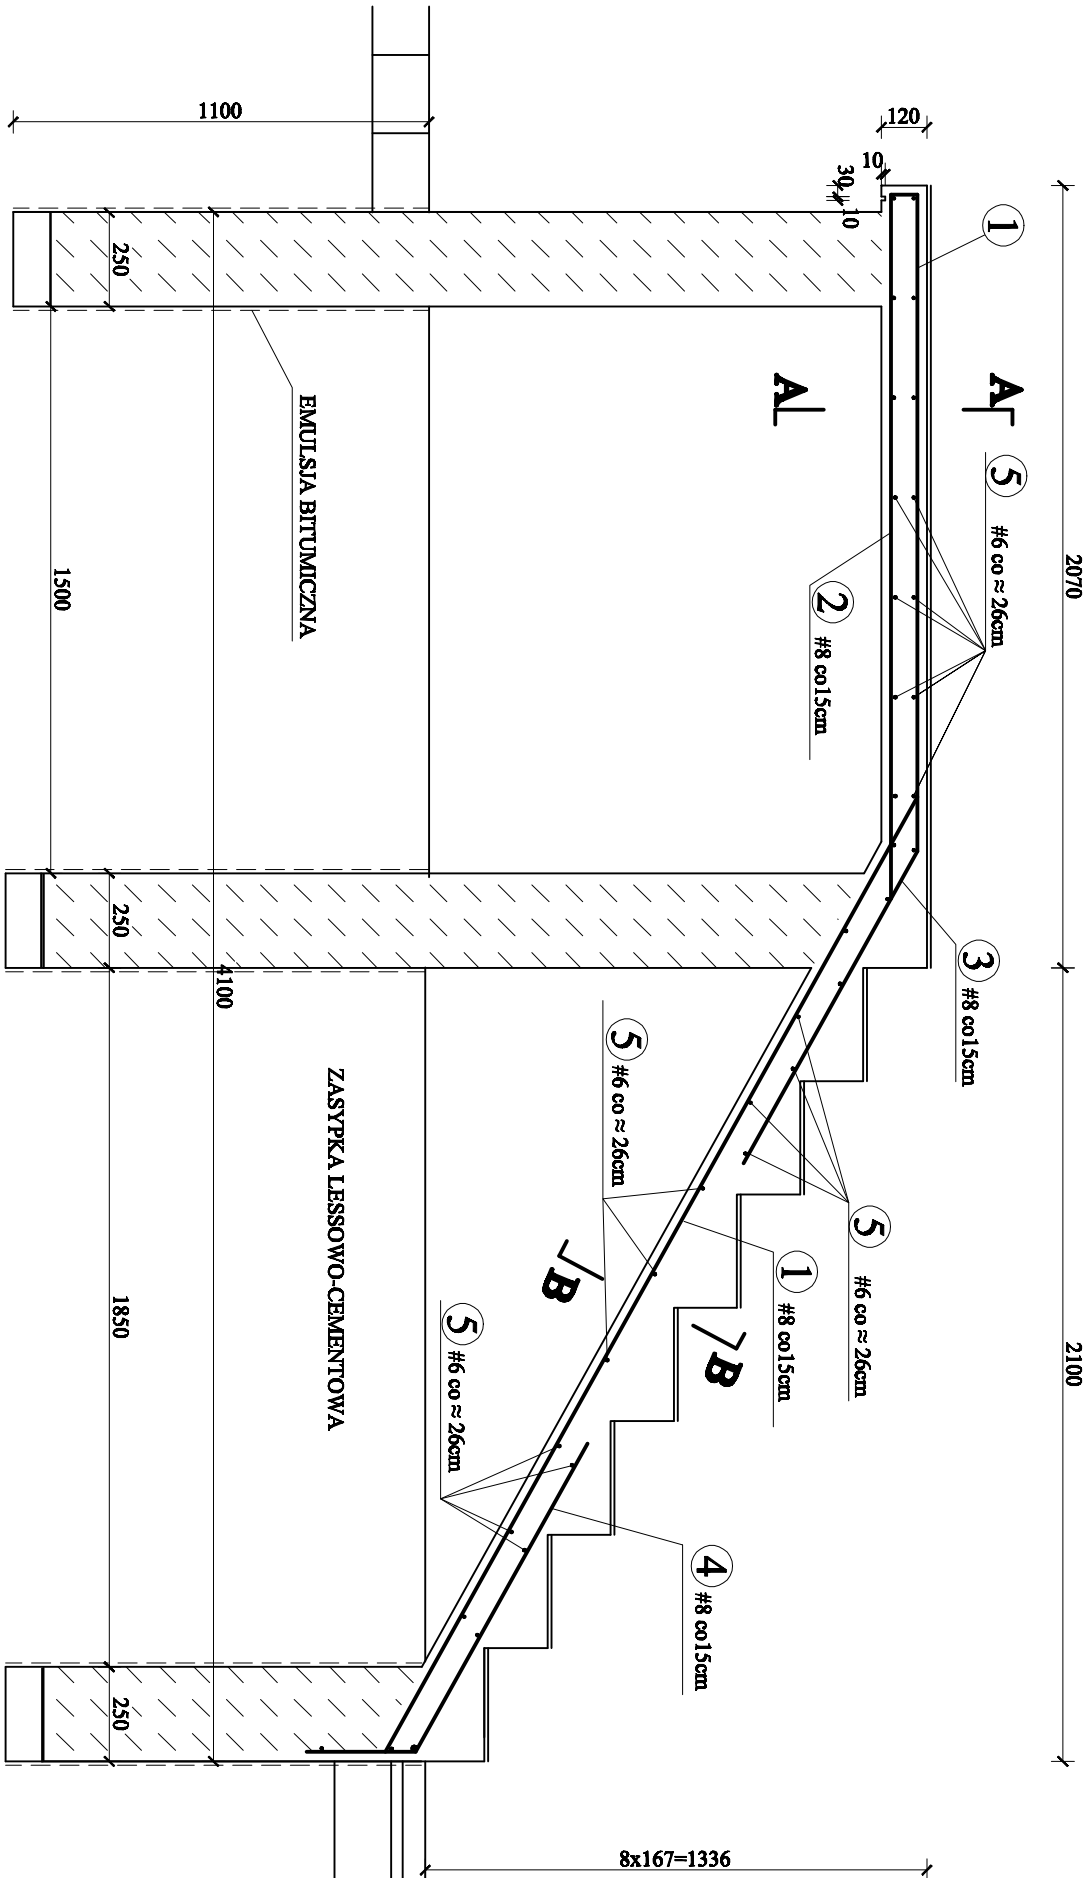 2070
2100
1
A
A
5
#6 co ≈ 26cm
2
#8 co15cm
3
#8 co15cm
5
#6 co ≈ 26cm
1
#8 co15cm
B
B
5
#6 co ≈ 26cm
5
#6 co ≈ 26cm
4
#8 co15cm
120
10
30
10
1100
8x167=1336
EMULSJA BITUMICZNA
ZASYPKA LESSOWO-CEMENTOWA
4100
250
250
1850
250
1500